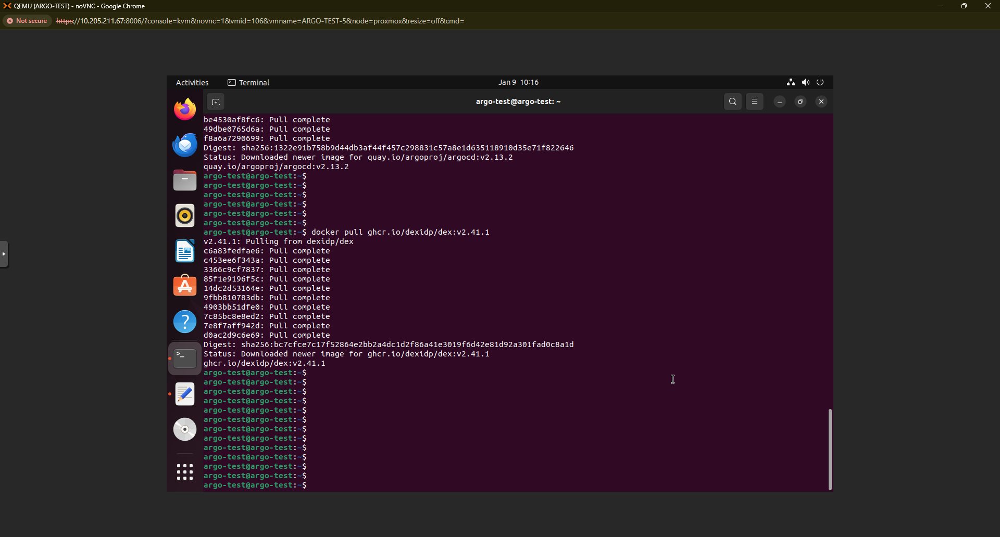 QEMU (ARGO-TEST) - noVNC - Google Chrome
Not secure https://10.205.211.67:8006/?console=kvm&novnc=1&vmid=106&vmname=ARGO-TEST-5&node=proxmox&resize=off&cmd=
Activities Terminal Jan 9 10:16
argo-test@argo-test: ~
be4530af8fc6: Pull complete
49dbe0765d6a: Pull complete
f8a6a7290699: Pull complete
Digest: sha256:1322e91b758b9d44db3af44f457c298831c57a8e1d635118910d35e71f822646
Status: Downloaded newer image for quay.io/argoproj/argocd:v2.13.2
quay.io/argoproj/argocd:v2.13.2
argo-test@argo-test:~$
argo-test@argo-test:~$
argo-test@argo-test:~$
argo-test@argo-test:~$
argo-test@argo-test:~$
argo-test@argo-test:~$
argo-test@argo-test:~$ docker pull ghcr.io/dexidp/dex:v2.41.1
v2.41.1: Pulling from dexidp/dex
c6a83fedfae6: Pull complete
c453ee6f343a: Pull complete
3366c9cf7837: Pull complete
85f1e9196f5c: Pull complete
14dc2d53164e: Pull complete
9fbb810783db: Pull complete
4903bb51dfe0: Pull complete
7c85bc8e8ed2: Pull complete
7e8f7aff942d: Pull complete
d0ac2d9c6e69: Pull complete
Digest: sha256:bc7cfce7c17f52864e2bb2a4dc1d2f86a41e3019f6d42e81d92a301fad0c8a1d
Status: Downloaded newer image for ghcr.io/dexidp/dex:v2.41.1
ghcr.io/dexidp/dex:v2.41.1
argo-test@argo-test:~$
argo-test@argo-test:~$
argo-test@argo-test:~$
argo-test@argo-test:~$
argo-test@argo-test:~$
argo-test@argo-test:~$
argo-test@argo-test:~$
argo-test@argo-test:~$
argo-test@argo-test:~$
argo-test@argo-test:~$
argo-test@argo-test:~$
argo-test@argo-test:~$
argo-test@argo-test:~$